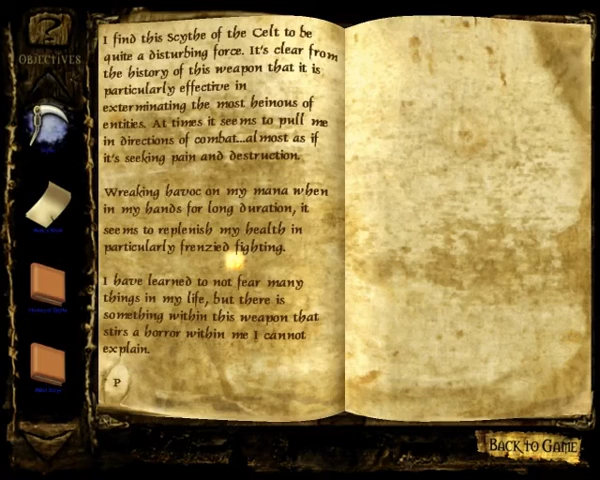 OBJECTIVES
I find this Scythe of the Celt to be
quite a disturbing force. It's clear from
the history of this weapon that it is
particularly effective in
exterminating the most heinous of
entities. At times it seems to pull me
in directions of combat...almost as if
it's seeking pain and destruction.
Wreaking havoc on my mana when
in my hands for long duration, it
seems to replenish my health in
particularly frenzied fighting.
I have learned to not fear many
things in my life, but there is
something within this weapon that
stirs a horror within me I cannot
explain.
P
BACK TO GAME